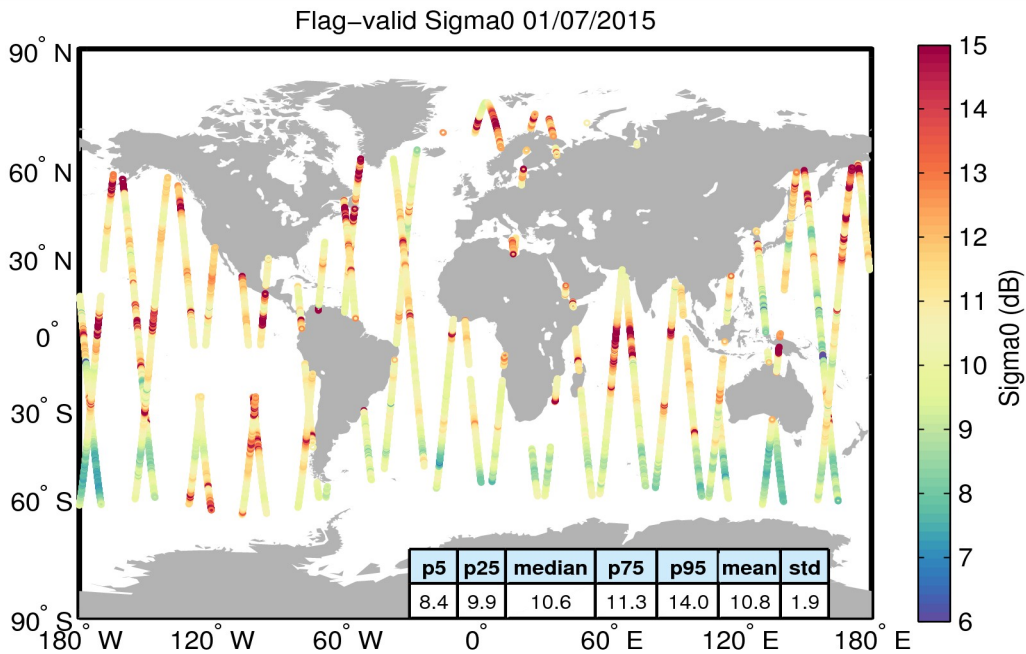 Flag−valid Sigma0 01/07/2015
90° N
60° N
30° N
0°
30° S
60° S
90° S
180° W
120° W
60° W
0°
60° E
120° E
180° E
15
14
13
12
11
10
9
8
7
6
Sigma0 (dB)
p5 p25 median p75 p95 mean std
8.4 9.9 10.6 11.3 14.0 10.8 1.9